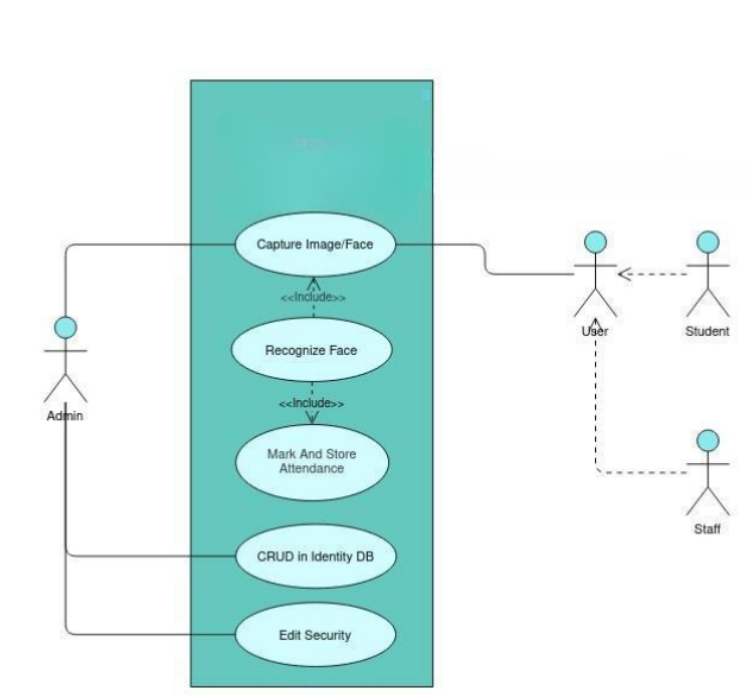 Capture Image/Face
<<Include>>
Recognize Face
<<Include>>
Mark And Store
Attendance
CRUD in Identity DB
Edit Security
Admin
User
Student
Staff